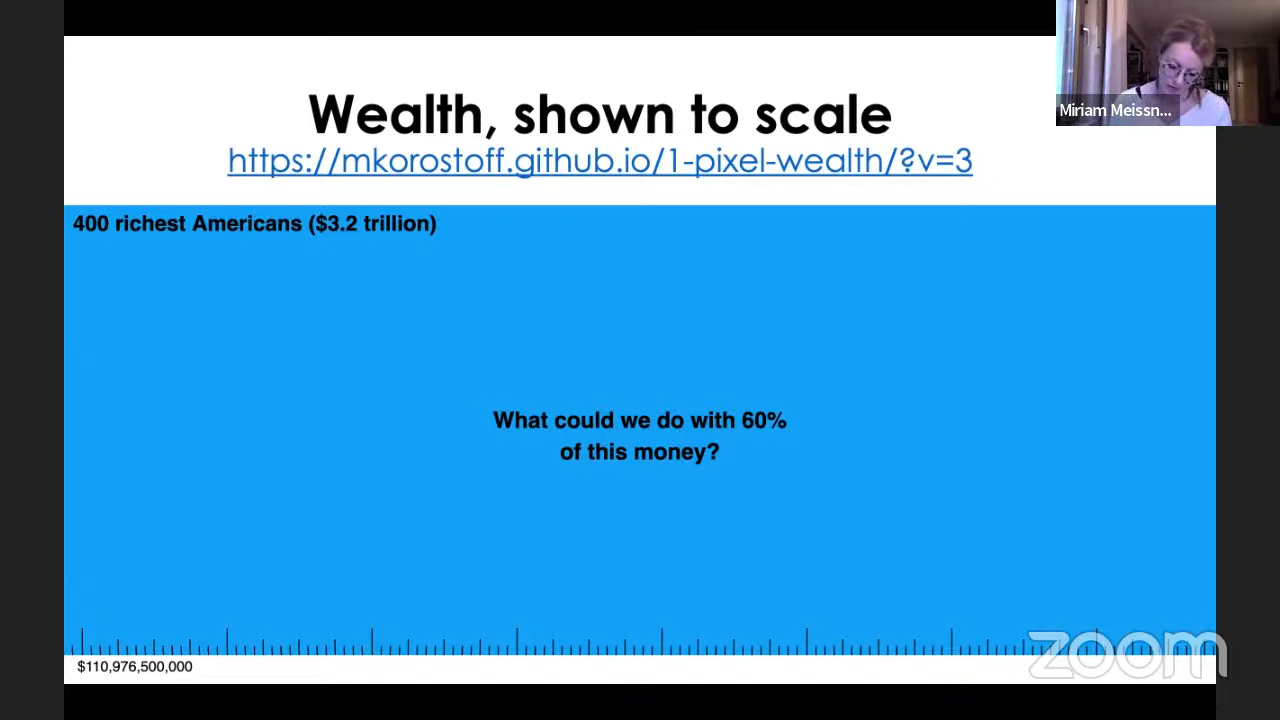 Wealth, shown to scale
https://mkorostoff.github.io/1-pixel-wealth/?v=3
Miriam Meissn...
400 richest Americans ($3.2 trillion)
What could we do with 60%
of this money?
$110,976,500,000
zoom